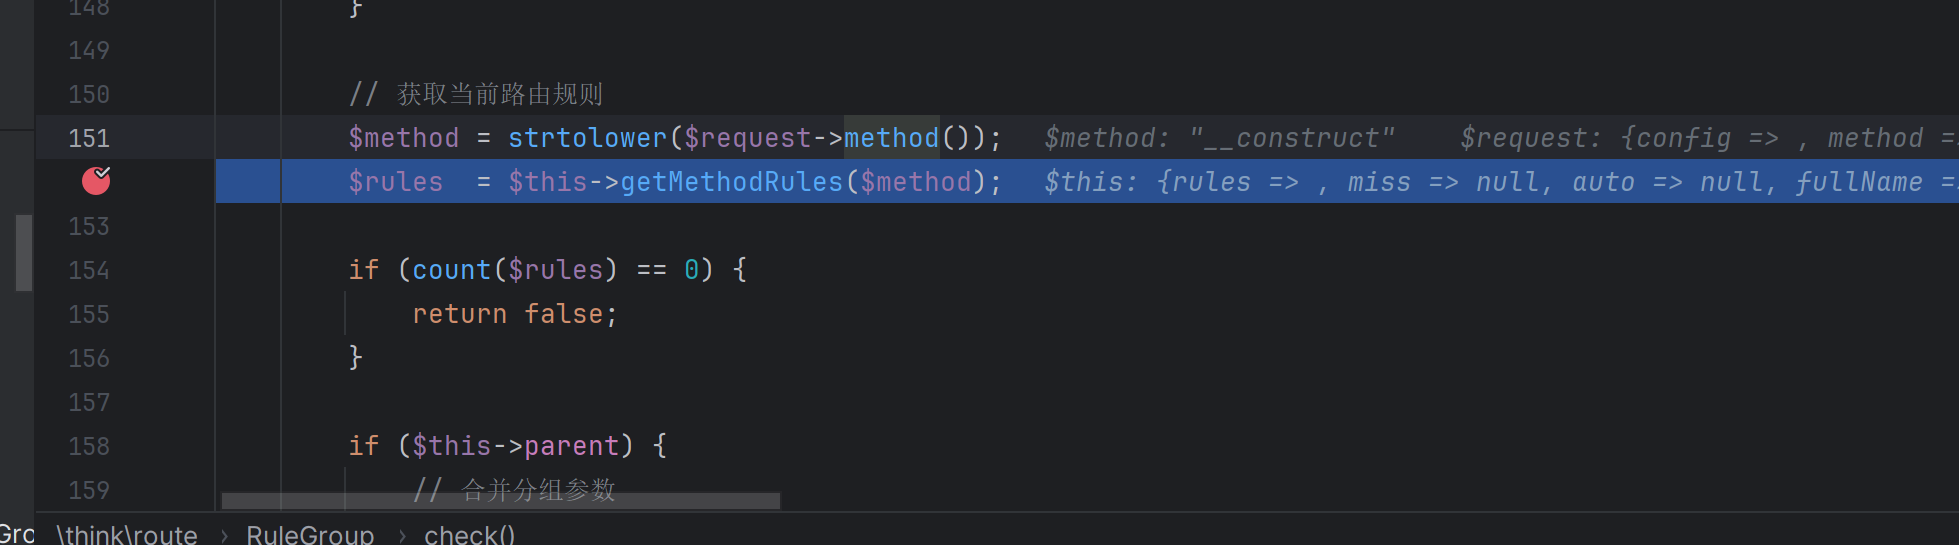 148 }
149
150 // 获取当前路由规则
151 $method = strtolower($request->method()); $method: "__construct" $request: {config => , method =>
$rules  = $this->getMethodRules($method); $this: {rules => , miss => null, auto => null, fullName =>
153
154 if (count($rules) == 0) {
155 return false;
156 }
157
158 if ($this->parent) {
159 // 合并分组参数
Gro \think\route › RuleGroup › check()